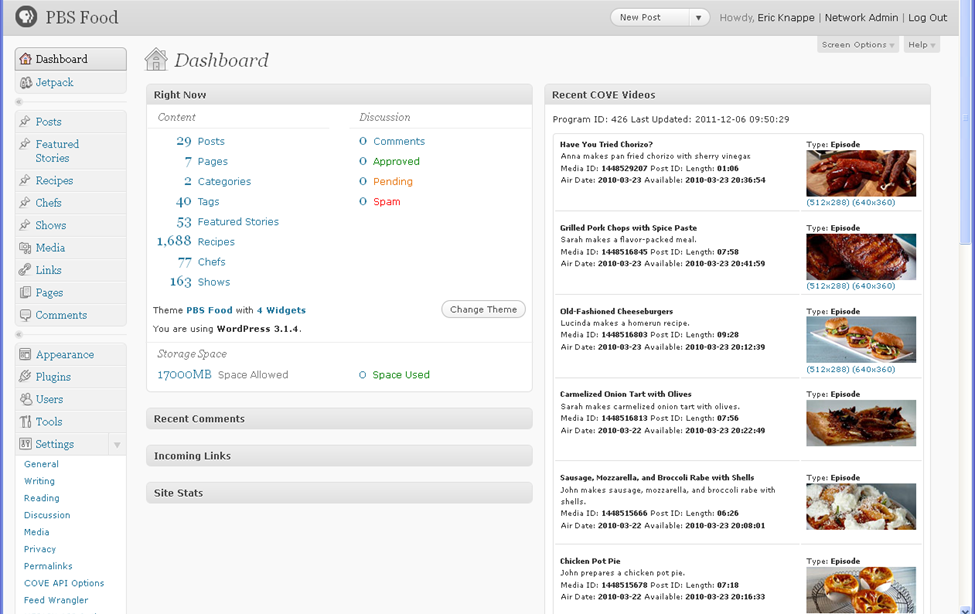 PBS Food
New Post
Howdy, Eric Knappe | Network Admin | Log Out
Screen Options
Help
Dashboard
Jetpack
Posts
Featured
Stories
Recipes
Chefs
Shows
Media
Links
Pages
Comments
Appearance
Plugins
Users
Tools
Settings
General
Writing
Reading
Discussion
Media
Privacy
Permalinks
COVE API Options
Feed Wrangler
Dashboard
Right Now
Content
Discussion
29 Posts
0 Comments
7 Pages
0 Approved
2 Categories
0 Pending
40 Tags
0 Spam
53 Featured Stories
1,688 Recipes
77 Chefs
163 Shows
Theme PBS Food with 4 Widgets
Change Theme
You are using WordPress 3.1.4.
Storage Space
17000MB Space Allowed
0 Space Used
Recent Comments
Incoming Links
Site Stats
Recent COVE Videos
Program ID: 426 Last Updated: 2011-12-06 09:50:29
Have You Tried Chorizo?
Anna makes pan fried chorizo with sherry vinegar.
Media ID: 1448529207 Post ID: Length: 01:06
Air Date: 2010-03-23 Available: 2010-03-23 20:36:54
Type: Episode
(512x288) (640x360)
Grilled Pork Chops with Spice Paste
Sarah makes a flavor-packed meal.
Media ID: 1448516845 Post ID: Length: 07:58
Air Date: 2010-03-23 Available: 2010-03-23 20:41:59
Type: Episode
(512x288) (640x360)
Old-Fashioned Cheeseburgers
Lucinda makes a homerun recipe.
Media ID: 1448516803 Post ID: Length: 09:28
Air Date: 2010-03-23 Available: 2010-03-23 20:12:39
Type: Episode
(512x288) (640x360)
Carmelized Onion Tart with Olives
Sarah makes carmelized onion tart with olives.
Media ID: 1448516813 Post ID: Length: 07:56
Air Date: 2010-03-22 Available: 2010-03-23 20:22:49
Type: Episode
Sausage, Mozzarella, and Broccoli Rabe with Shells
John makes sausage, mozzarella, and broccoli rabe with
shells.
Media ID: 1448515666 Post ID: Length: 06:26
Air Date: 2010-03-22 Available: 2010-03-23 20:08:01
Type: Episode
Chicken Pot Pie
John prepares a chicken pot pie.
Media ID: 1448515678 Post ID: Length: 07:18
Air Date: 2010-03-22 Available: 2010-03-23 20:16:33
Type: Episode